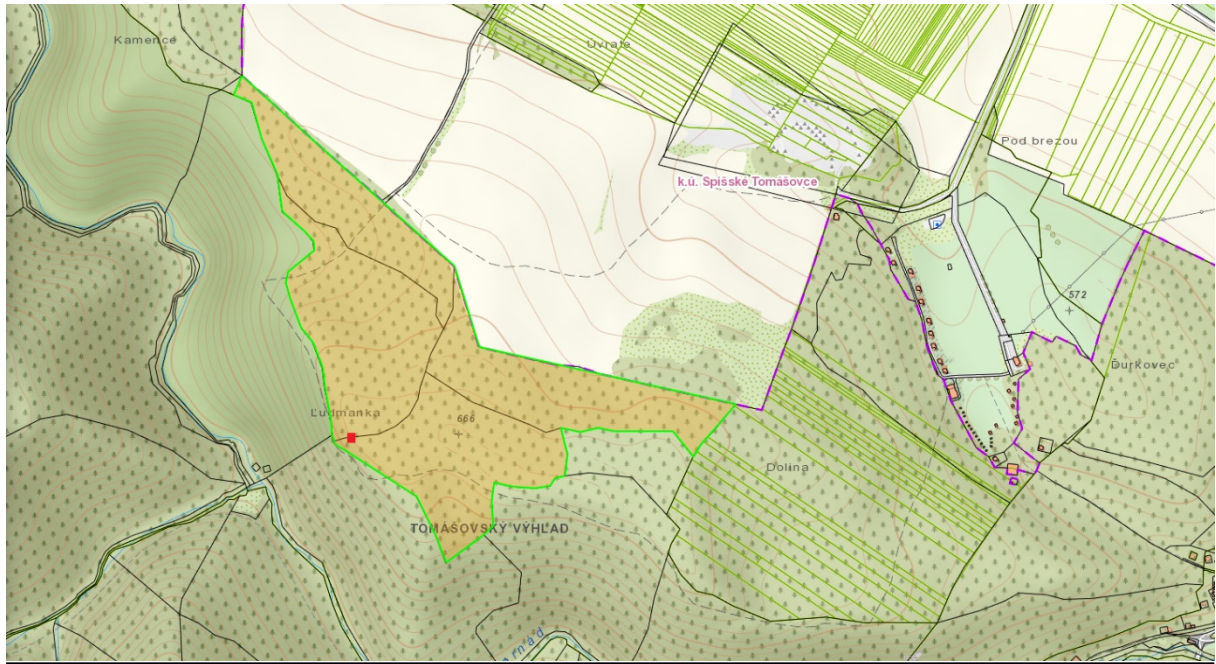 Kamence
Úvrate
Pod brezou
k.ú. Spišské Tomášovce
572
Ďurkovec
Ľudmanka
666
Dolina
TOMÁŠOVSKÝ VÝHĽAD